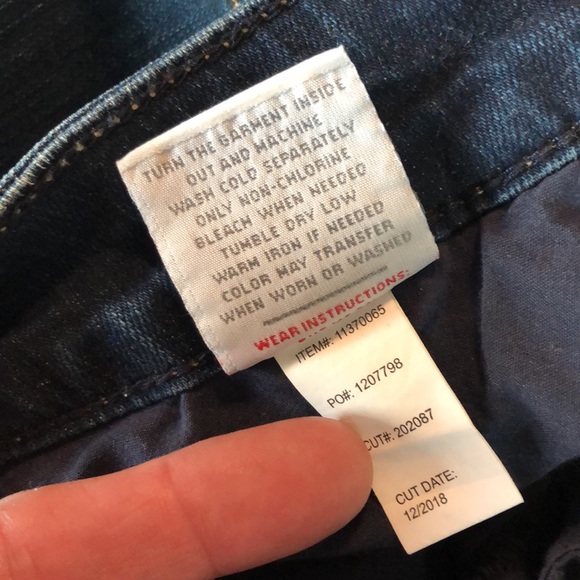 TURN THE GARMENT INSIDE
OUT AND MACHINE
WASH COLD SEPARATELY
ONLY NON-CHLORINE
BLEACH WHEN NEEDED
TUMBLE DRY LOW
WARM IRON IF NEEDED
COLOR MAY TRANSFER
WHEN WORN OR WASHED
WEAR INSTRUCTIONS:
ITEM#: 11370065
PO#: 1207798
CUT#: 202087
CUT DATE:
12/2018